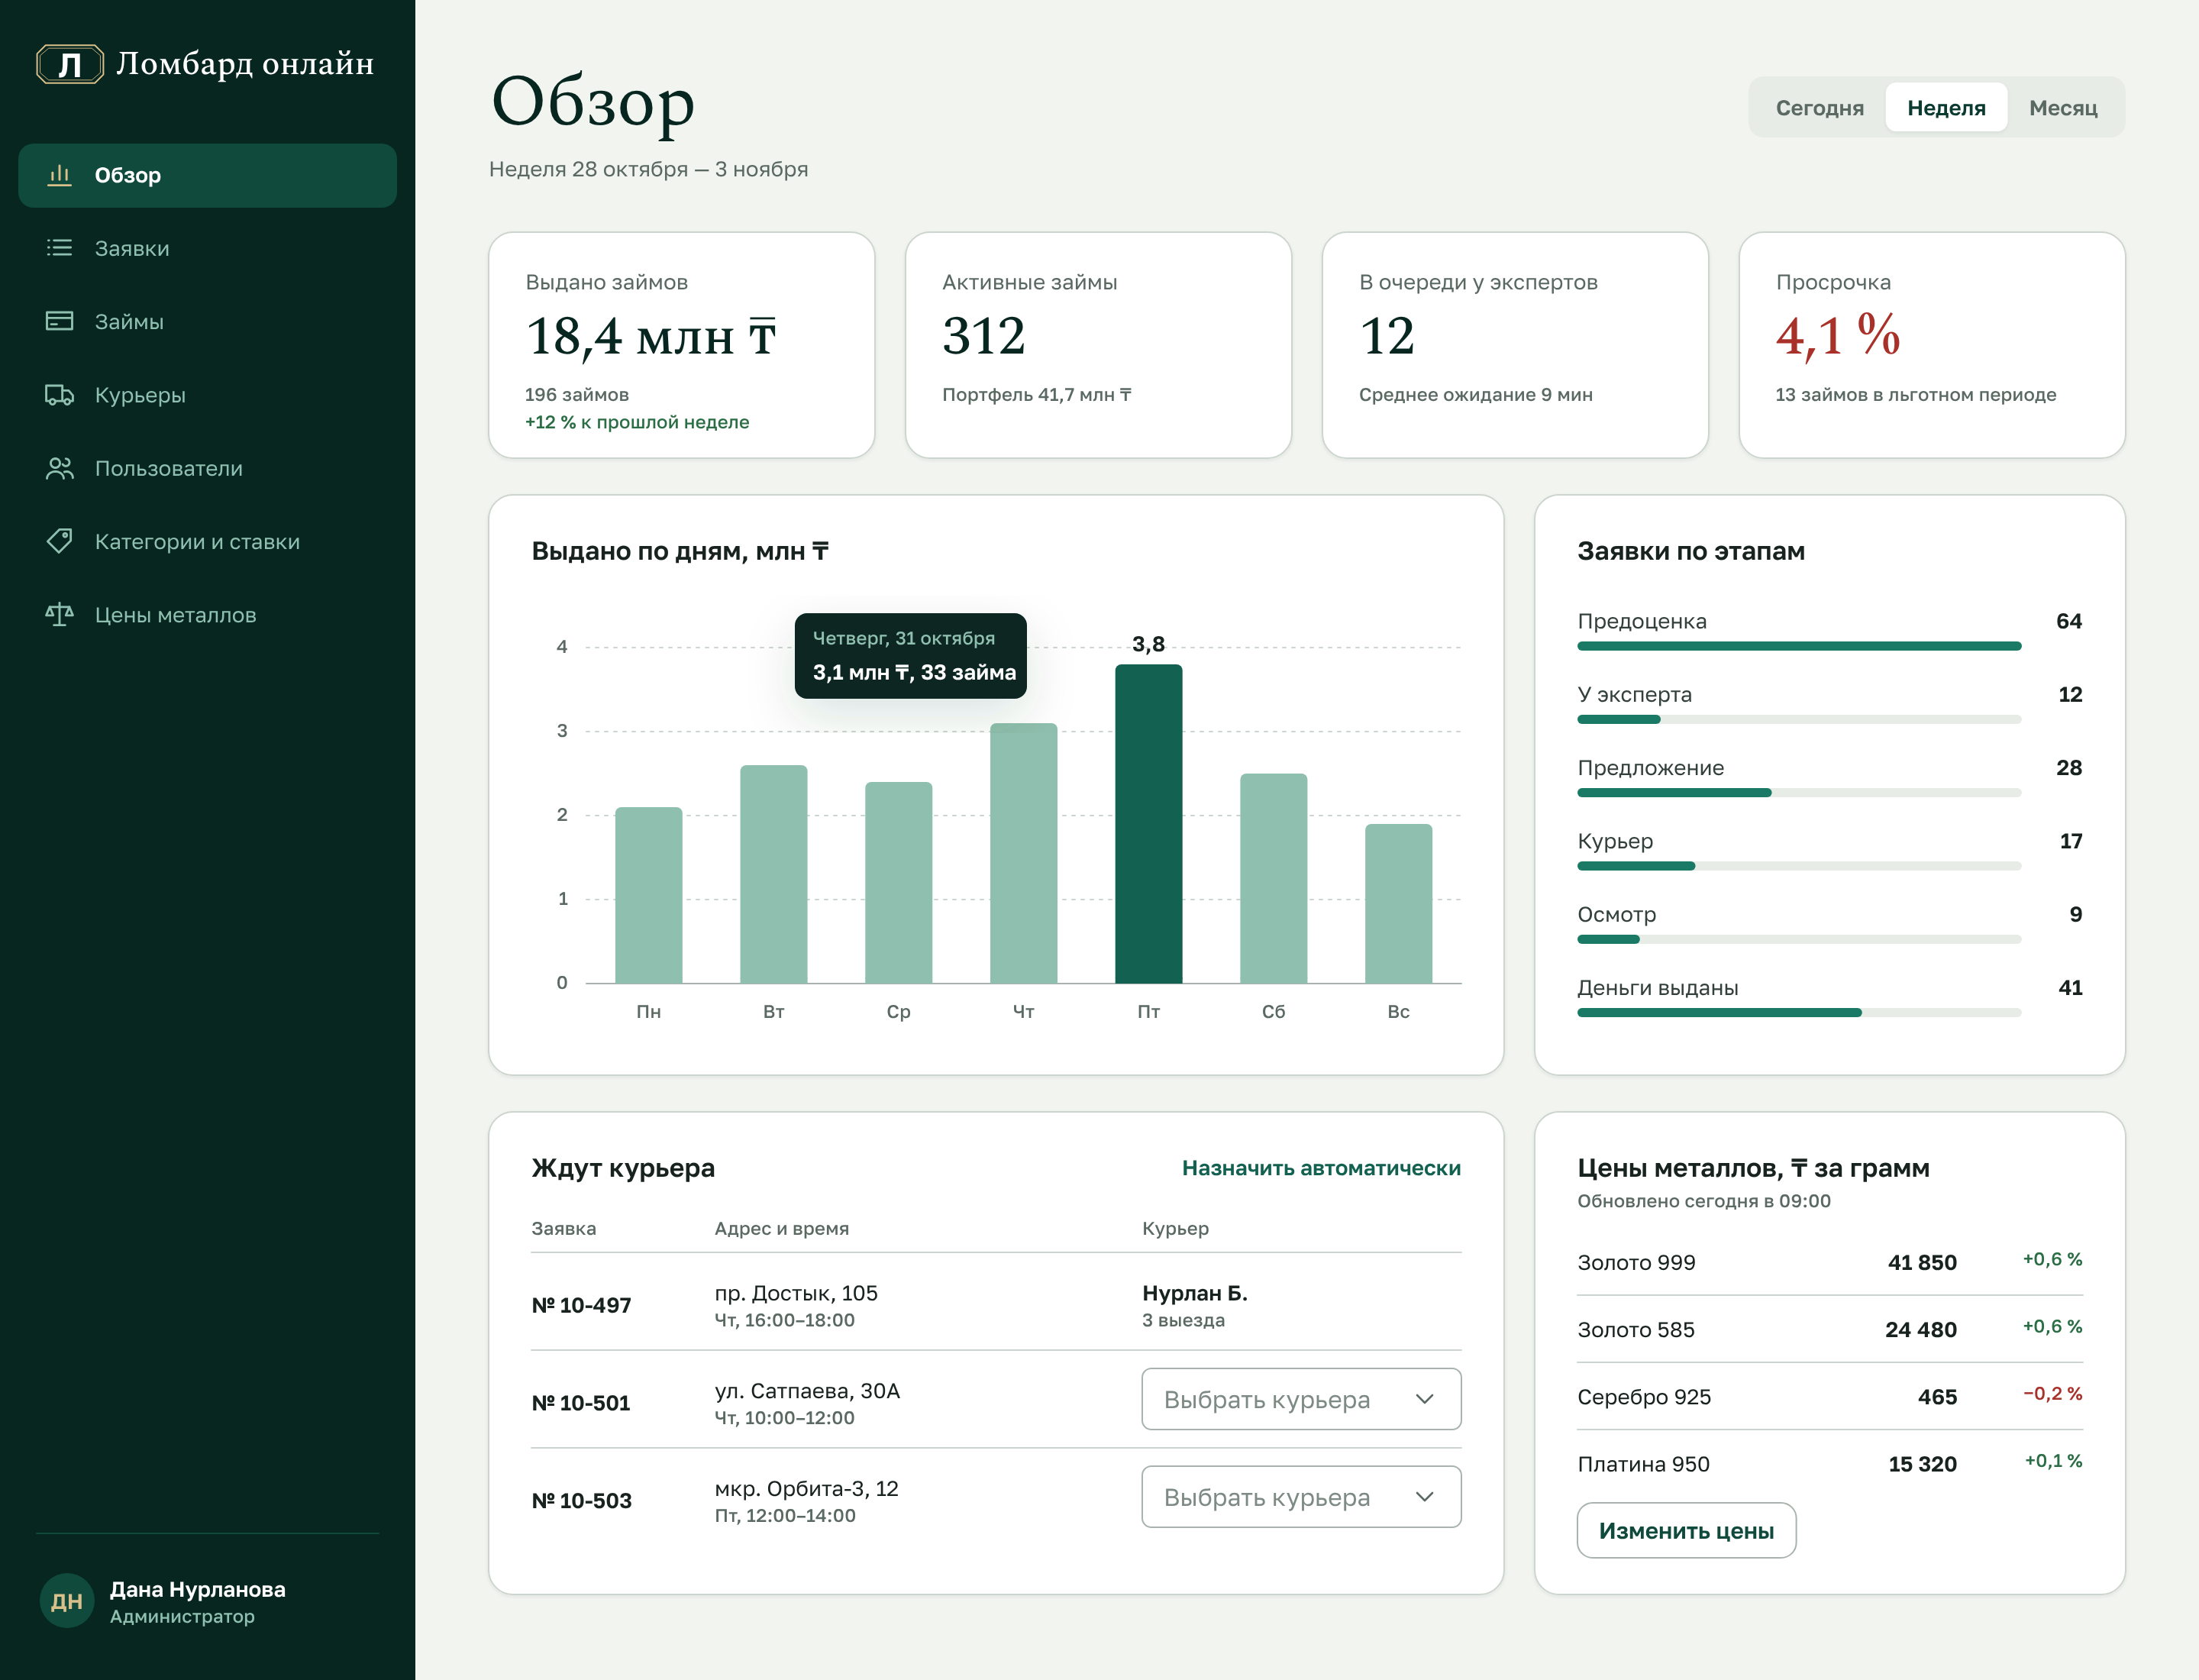 Л Ломбард онлайн
Обзор
Заявки
Займы
Курьеры
Пользователи
Категории и ставки
Цены металлов
ДН
Дана Нурланова
Администратор
Обзор
Неделя 28 октября — 3 ноября
Сегодня Неделя Месяц
Выдано займов
18,4 млн ₸
196 займов
+12 % к прошлой неделе
Активные займы
312
Портфель 41,7 млн ₸
В очереди у экспертов
12
Среднее ожидание 9 мин
Просрочка
4,1 %
13 займов в льготном периоде
Выдано по дням, млн ₸
Четверг, 31 октября
3,1 млн ₸, 33 займа
3,8
4
3
2
1
0
Пн Вт Ср Чт Пт Сб Вс
Заявки по этапам
Предоценка 64
У эксперта 12
Предложение 28
Курьер 17
Осмотр 9
Деньги выданы 41
Ждут курьера
Назначить автоматически
Заявка Адрес и время Курьер
№ 10-497
пр. Достык, 105
Чт, 16:00–18:00
Нурлан Б.
3 выезда
№ 10-501
ул. Сатпаева, 30А
Чт, 10:00–12:00
Выбрать курьера
№ 10-503
мкр. Орбита-3, 12
Пт, 12:00–14:00
Выбрать курьера
Цены металлов, ₸ за грамм
Обновлено сегодня в 09:00
Золото 999 41 850 +0,6 %
Золото 585 24 480 +0,6 %
Серебро 925 465 −0,2 %
Платина 950 15 320 +0,1 %
Изменить цены